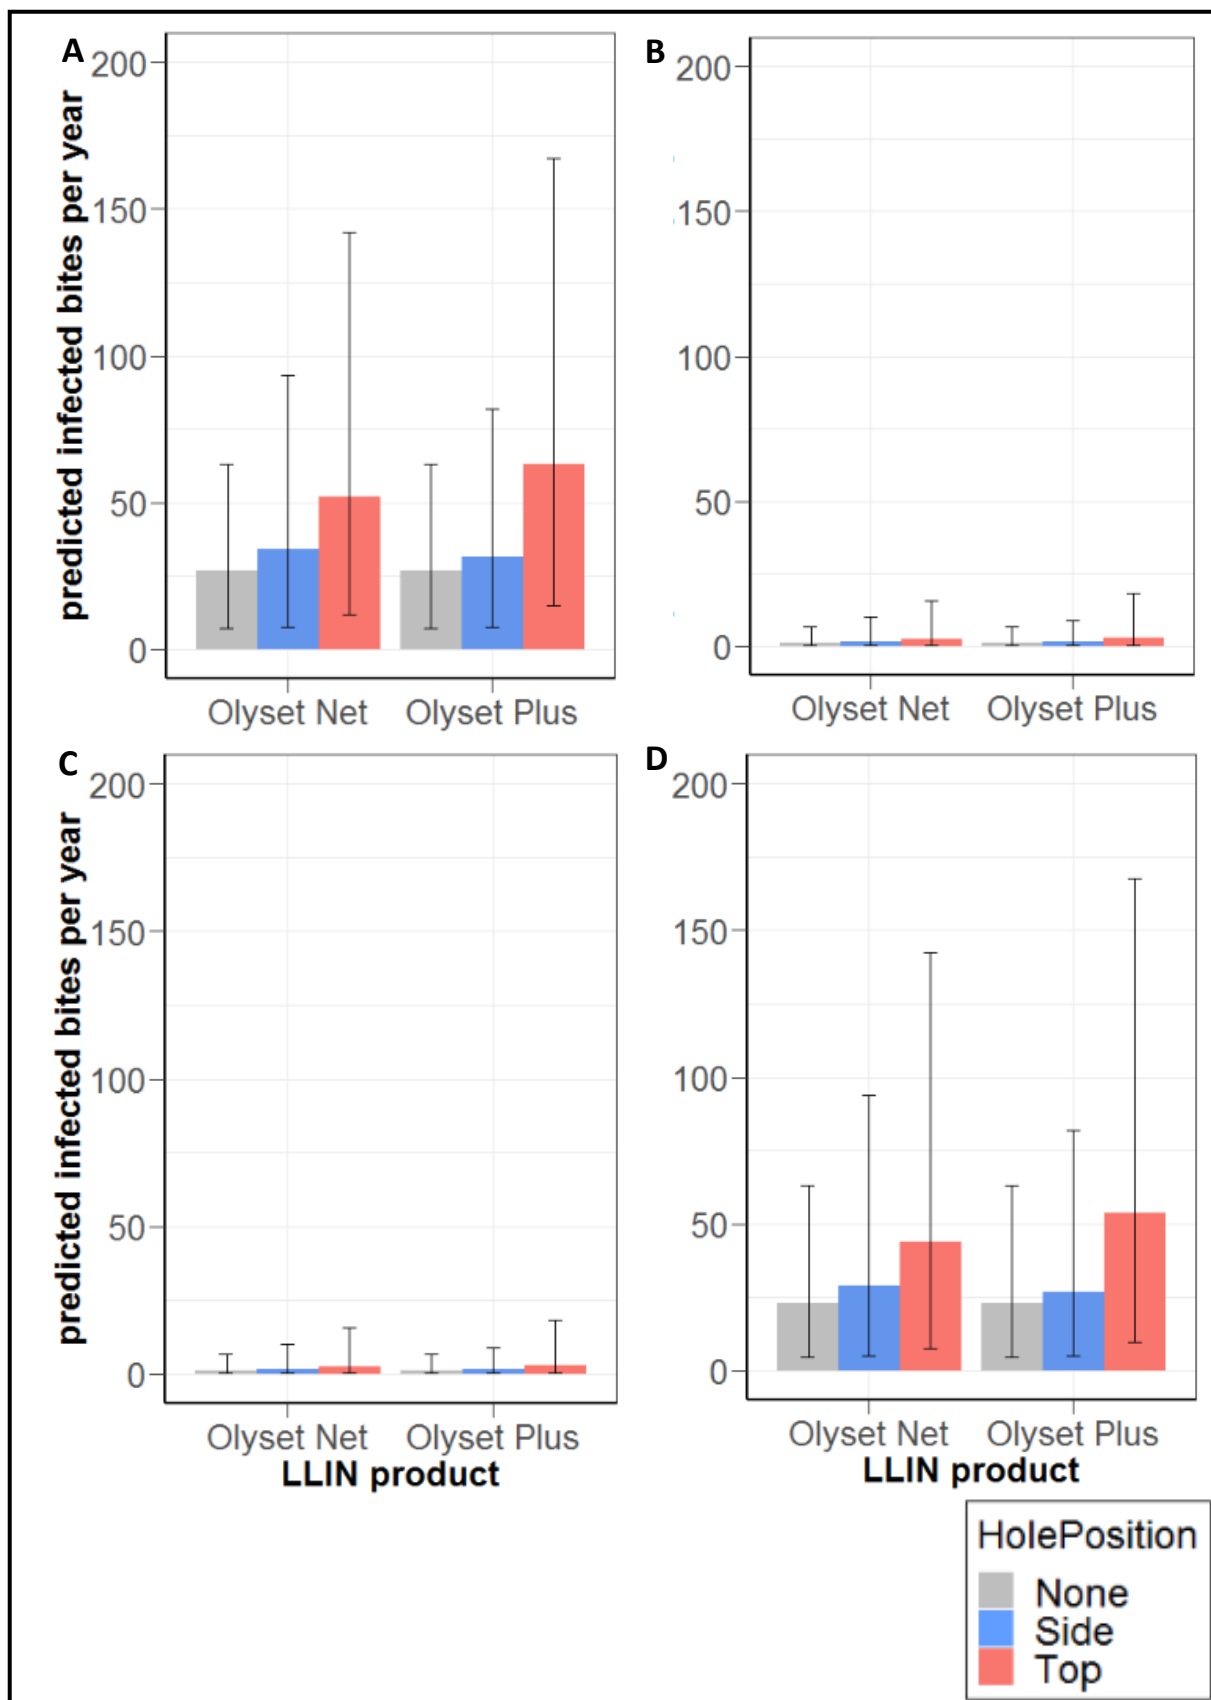 A
B
predicted infected bites per year
200
150
100
50
0
Olyset Net Olyset Plus
200
150
100
50
0
Olyset Net Olyset Plus
C
D
predicted infected bites per year
200
150
100
50
0
Olyset Net Olyset Plus
LLIN product
200
150
100
50
0
Olyset Net Olyset Plus
LLIN product
HolePosition
None
Side
Top